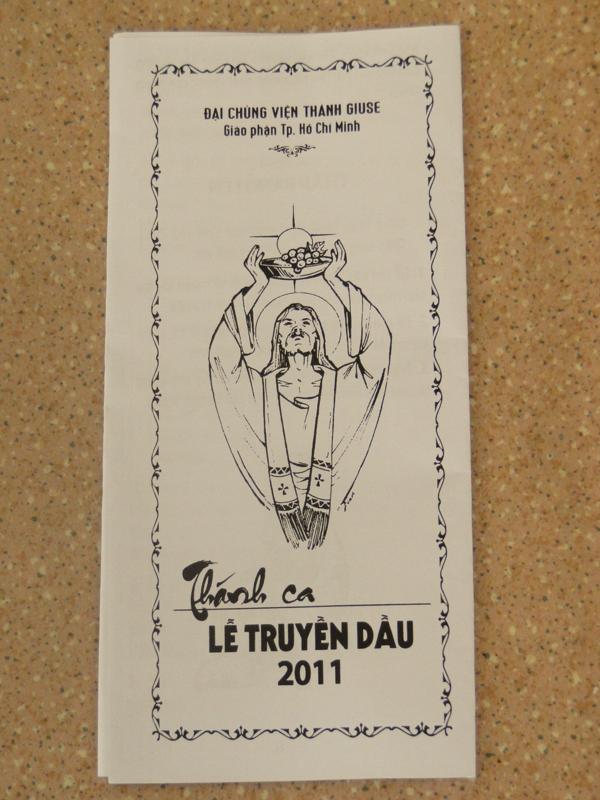 ĐẠI CHỦNG VIỆN THÁNH GIUSE
Giáo phận Tp. Hồ Chí Minh
Thánh ca
LỄ TRUYỀN DẦU
2011